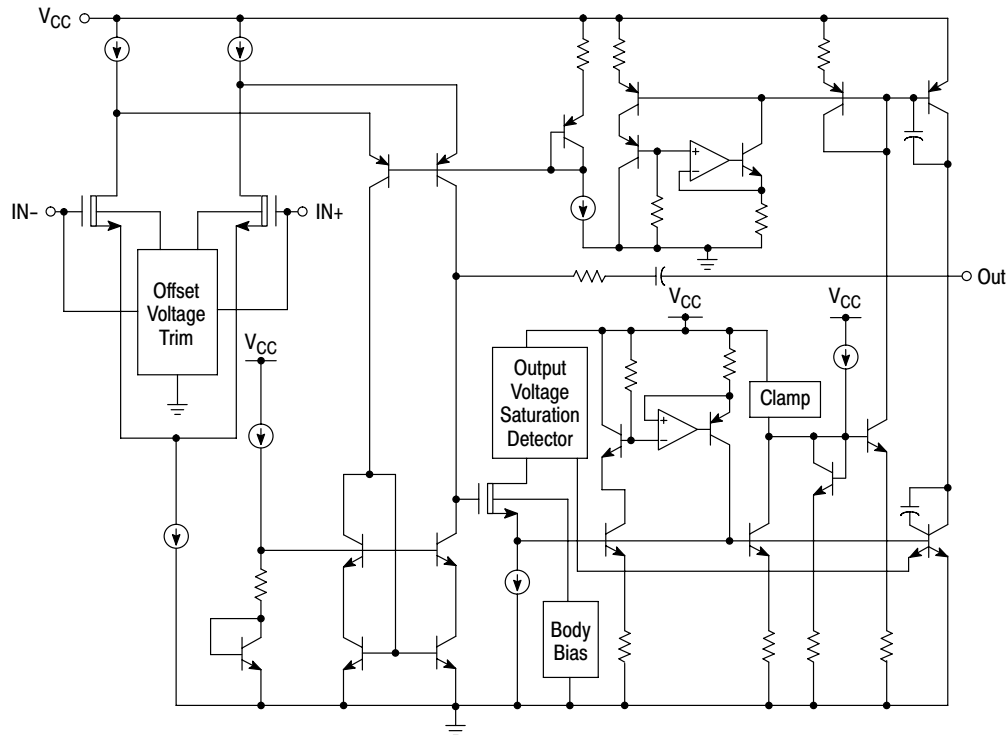 VCC
IN-
IN+
Offset
Voltage
Trim
Out
VCC
VCC
VCC
Output
Voltage
Saturation
Detector
+
-
+
-
Clamp
Body
Bias